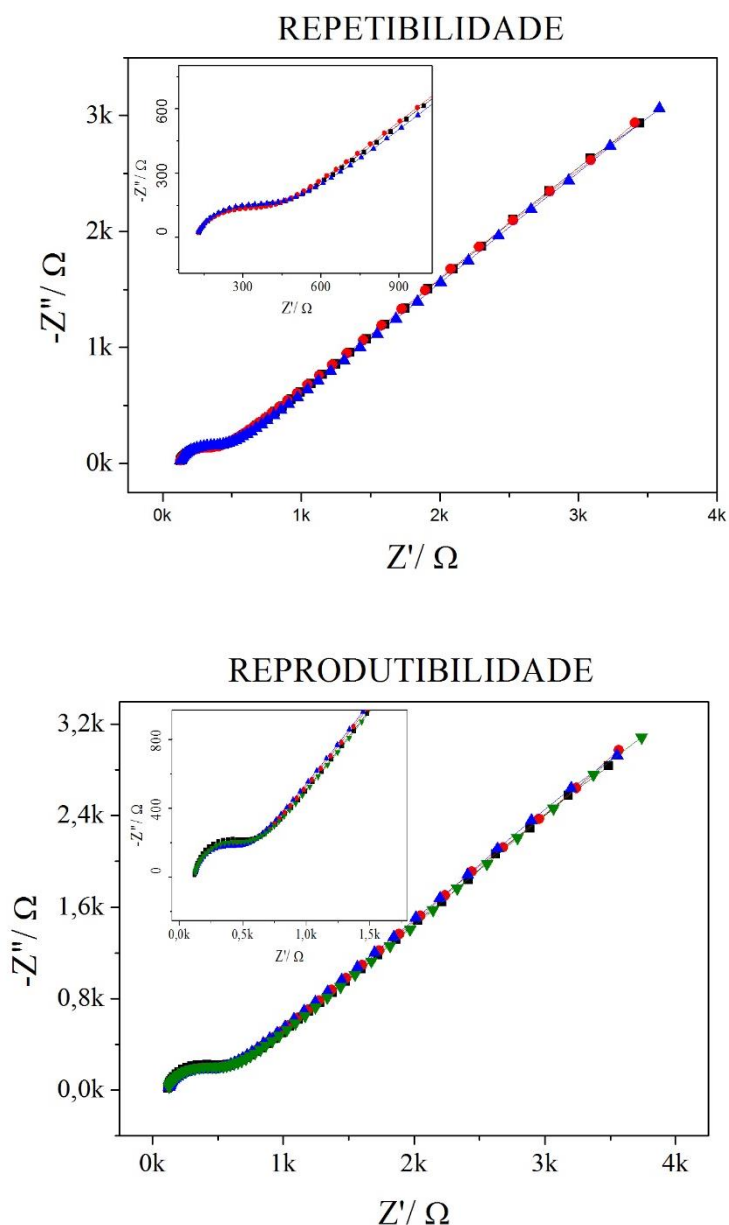 REPETIBILIDADE
3k
2k
1k
0k
-Z"/ Ω
600
300
150
0
-Z"/ Ω
300
600
900
Z'/ Ω
0k
1k
2k
3k
4k
Z'/ Ω
REPRODUTIBILIDADE
3,2k
2,4k
1,6k
0,8k
0,0k
-Z"/ Ω
800
400
0
-Z"/ Ω
0,0k
0,5k
1,0k
1,5k
Z'/ Ω
0k
1k
2k
3k
4k
Z'/ Ω